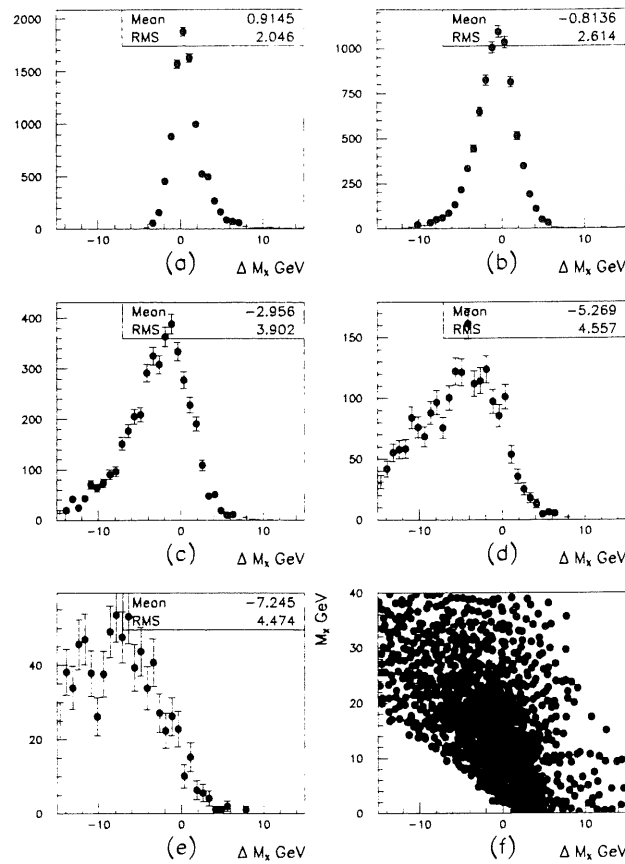 2000
1500
1000
500
0
Mean 0.9145
RMS 2.046
-10 0 10
(a) Δ Mₓ GeV
1000
750
500
250
0
Mean -0.8136
RMS 2.614
-10 0 10
(b) Δ Mₓ GeV
400
300
200
100
0
Mean -2.956
RMS 3.902
-10 0 10
(c) Δ Mₓ GeV
150
100
50
0
Mean -5.269
RMS 4.557
-10 0 10
(d) Δ Mₓ GeV
40
20
0
Mean -7.245
RMS 4.474
-10 0 10
(e) Δ Mₓ GeV
Mₓ GeV
40
30
20
10
0
-10 0 10
(f) Δ Mₓ GeV